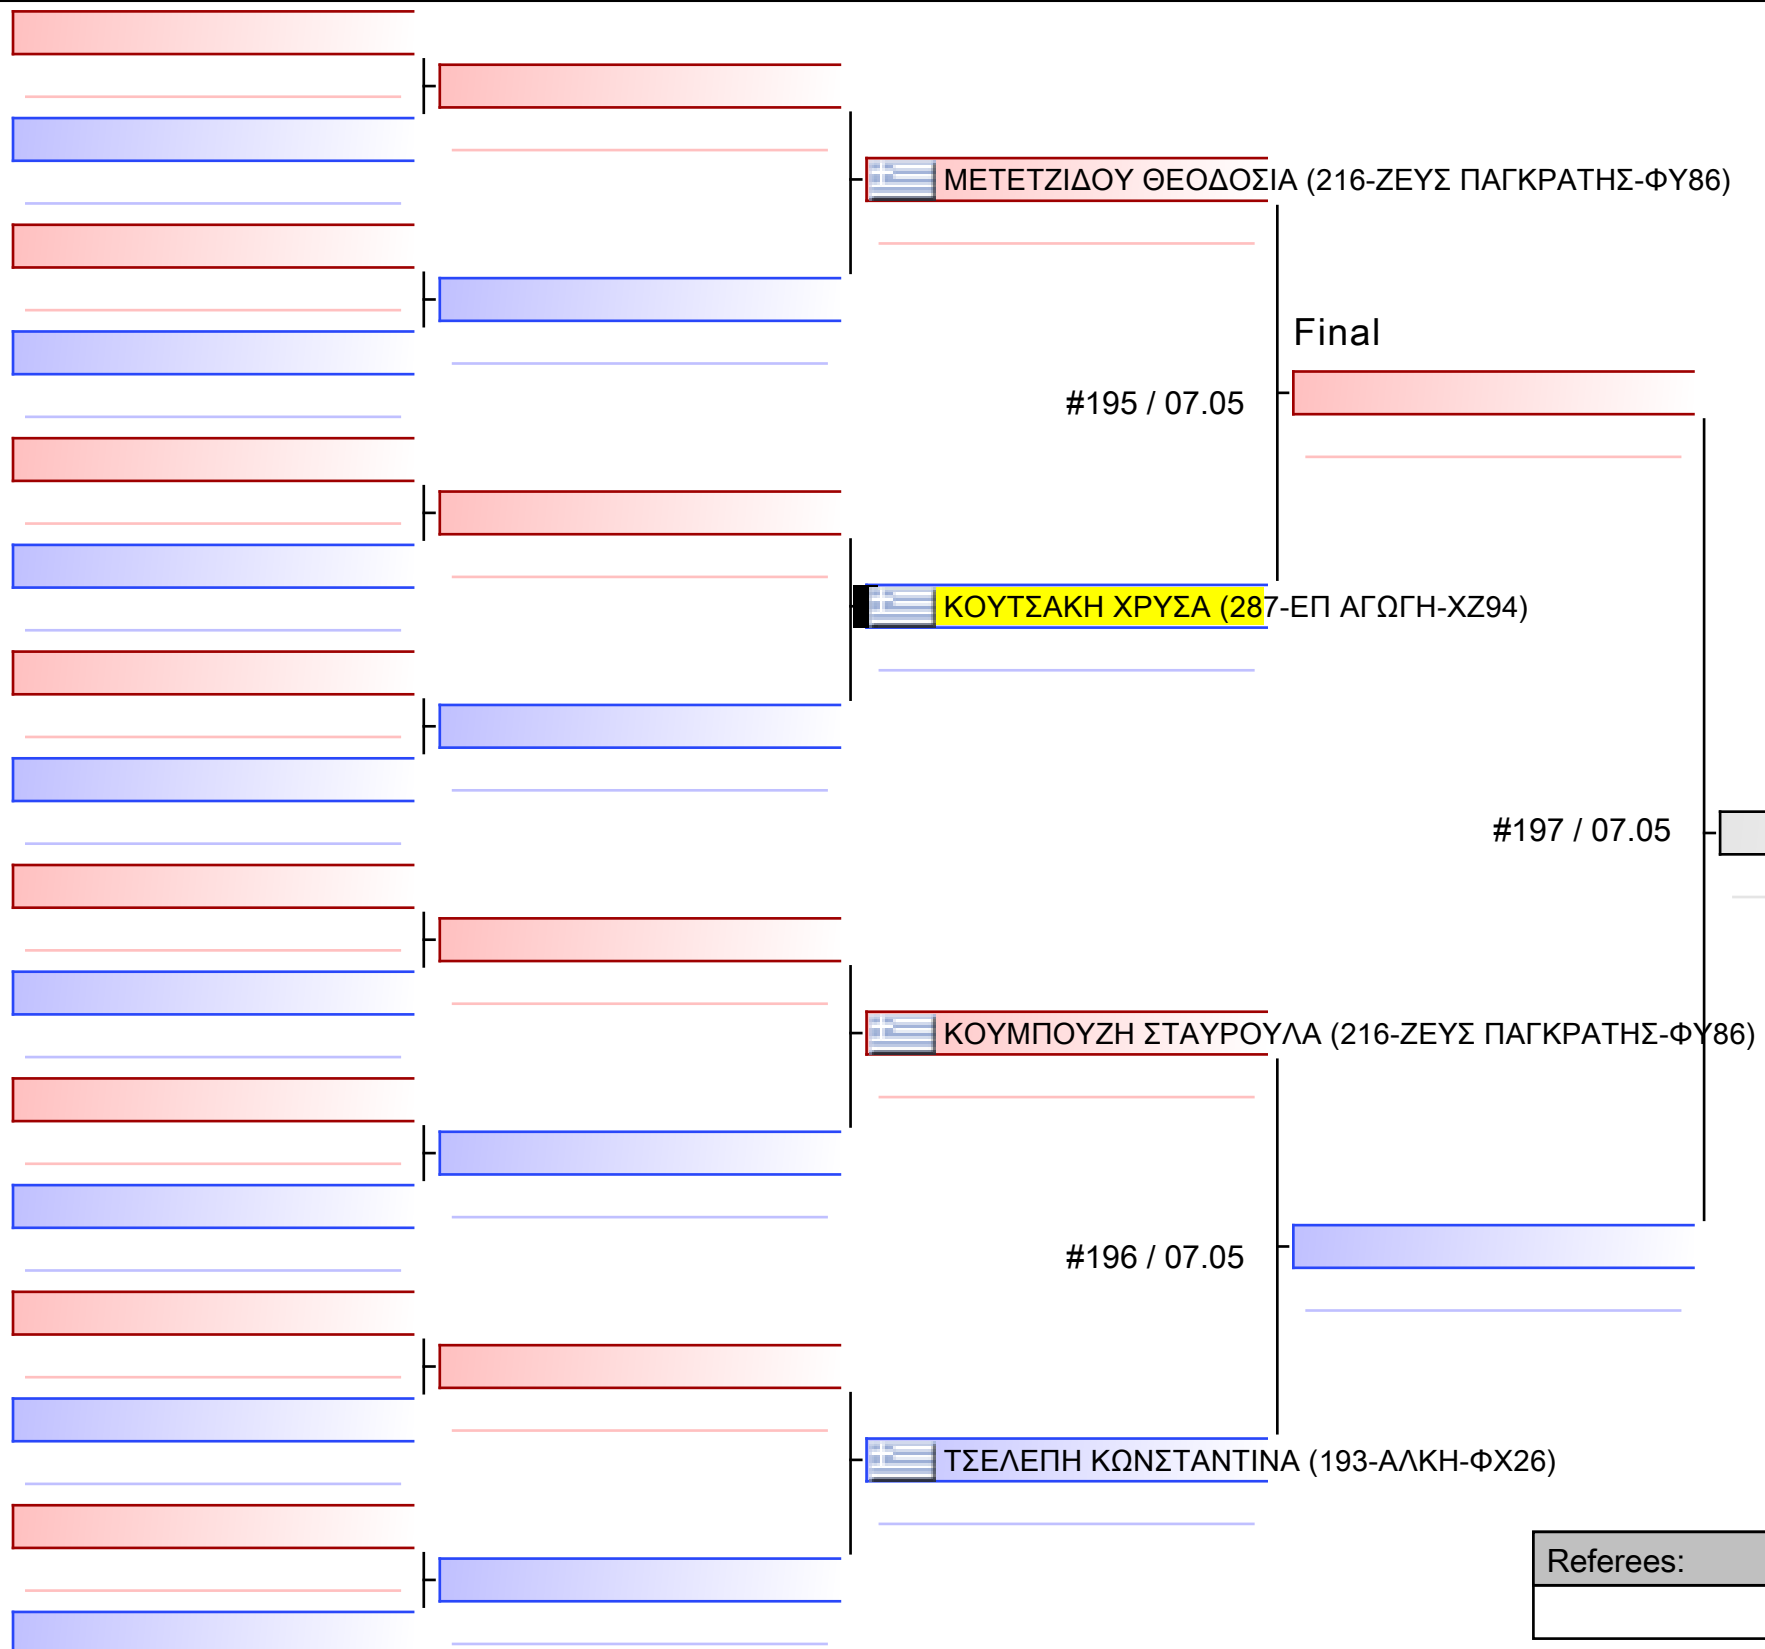 ΜΕΤΕΤΖΙΔΟΥ ΘΕΟΔΟΣΙΑ (216-ΖΕΥΣ ΠΑΓΚΡΑΤΗΣ-ΦΥ86)
Final
#195 / 07.05
ΚΟΥΤΣΑΚΗ ΧΡΥΣΑ (287-ΕΠ ΑΓΩΓΗ-ΧΖ94)
#197 / 07.05
ΚΟΥΜΠΟΥΖΗ ΣΤΑΥΡΟΥΛΑ (216-ΖΕΥΣ ΠΑΓΚΡΑΤΗΣ-ΦΥ86)
#196 / 07.05
ΤΣΕΛΕΠΗ ΚΩΝΣΤΑΝΤΙΝΑ (193-ΑΛΚΗ-ΦΧ26)
Referees: